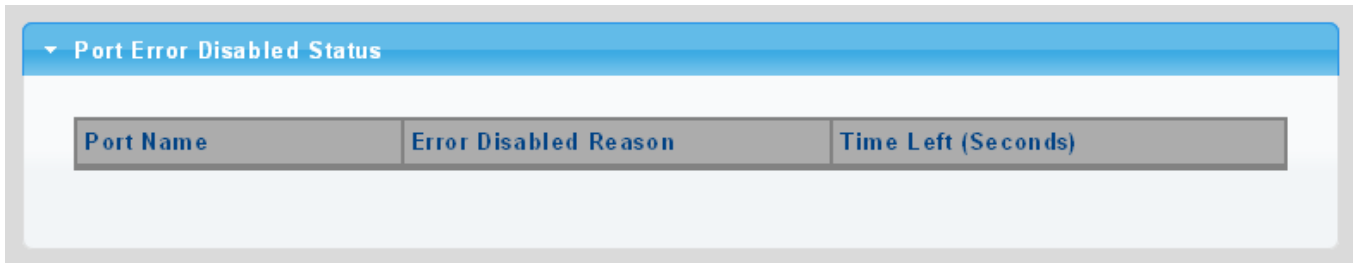 Port Error Disabled Status
Port Name Error Disabled Reason Time Left (Seconds)